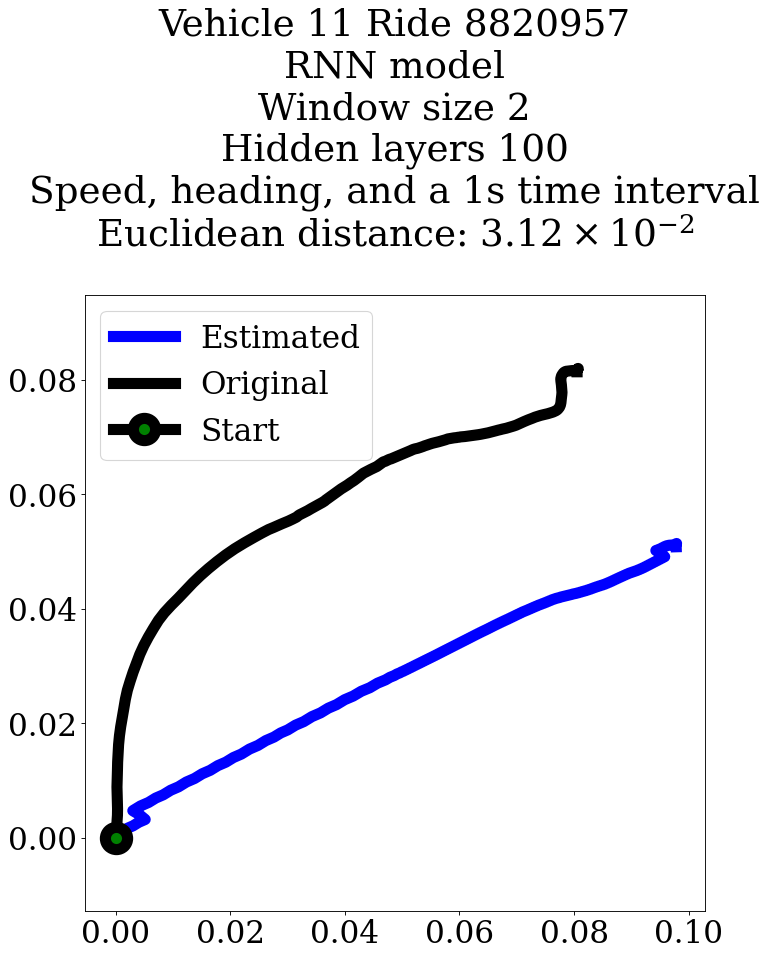 Vehicle 11 Ride 8820957
RNN model
Window size 2
Hidden layers 100
Speed, heading, and a 1s time interval
Euclidean distance: 3.12 × 10⁻²
Estimated
Original
Start
0.08
0.06
0.04
0.02
0.00
0.00 0.02 0.04 0.06 0.08 0.10